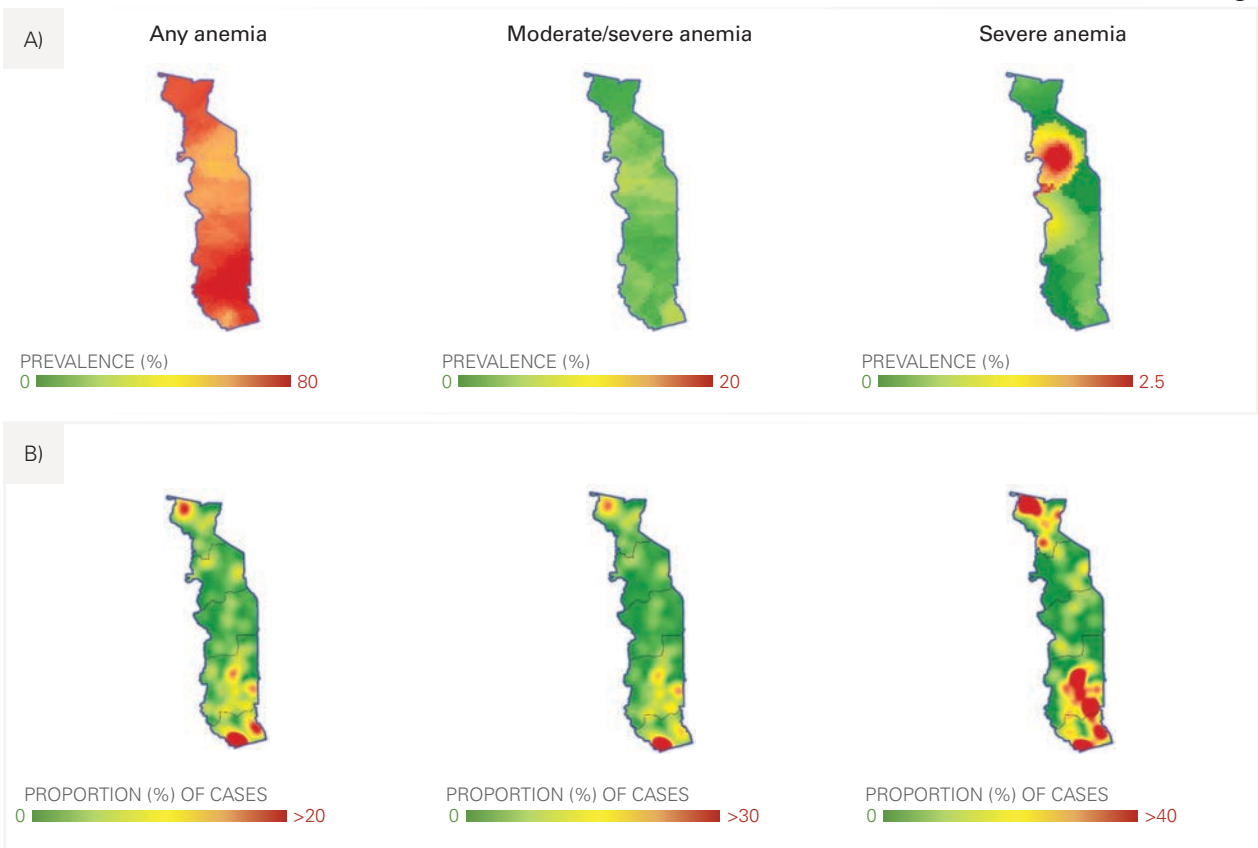 A)
Any anemia
Moderate/severe anemia
Severe anemia
PREVALENCE (%)
0 80
PREVALENCE (%)
0 20
PREVALENCE (%)
0 2.5
B)
PROPORTION (%) OF CASES
0 >20
PROPORTION (%) OF CASES
0 >30
PROPORTION (%) OF CASES
0 >40